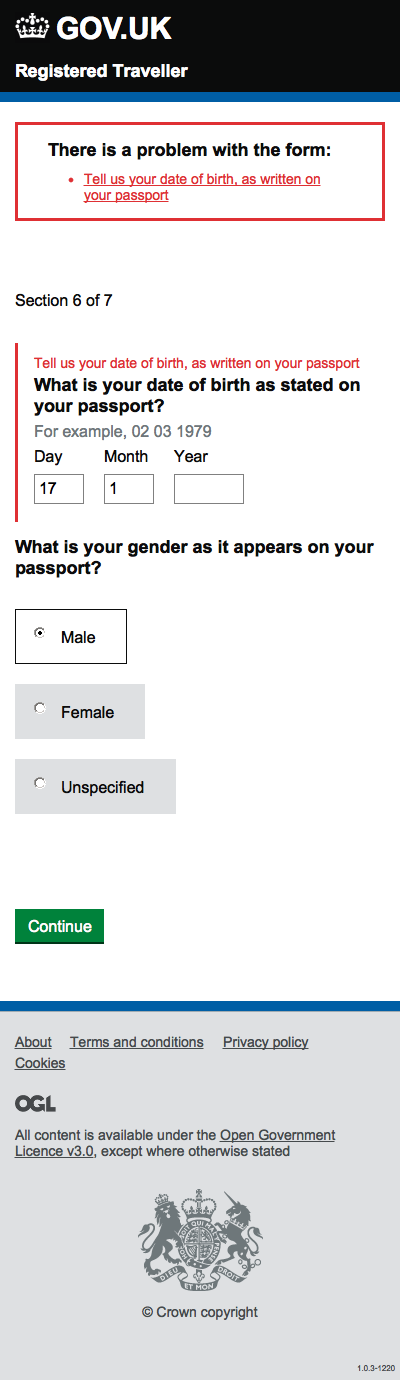 GOV.UK
Registered Traveller
There is a problem with the form:
• Tell us your date of birth, as written on
your passport
Section 6 of 7
Tell us your date of birth, as written on your passport
What is your date of birth as stated on
your passport?
For example, 02 03 1979
Day Month Year
17 1
What is your gender as it appears on your
passport?
Male
Female
Unspecified
Continue
About Terms and conditions Privacy policy
Cookies
OGL
All content is available under the Open Government
Licence v3.0, except where otherwise stated
DIEU ET MON DROIT
© Crown copyright
1.0.3-1220